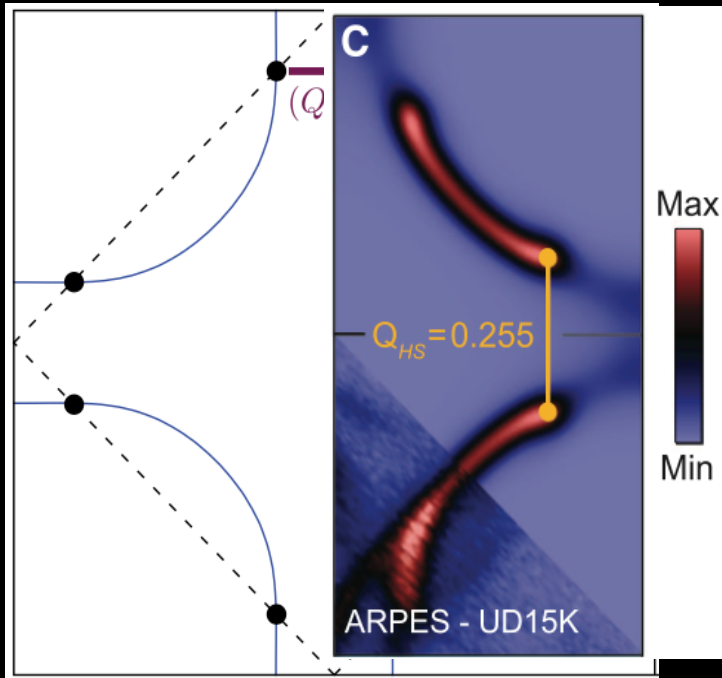 C
(Q
Max
Q_HS=0.255
Min
ARPES - UD15K